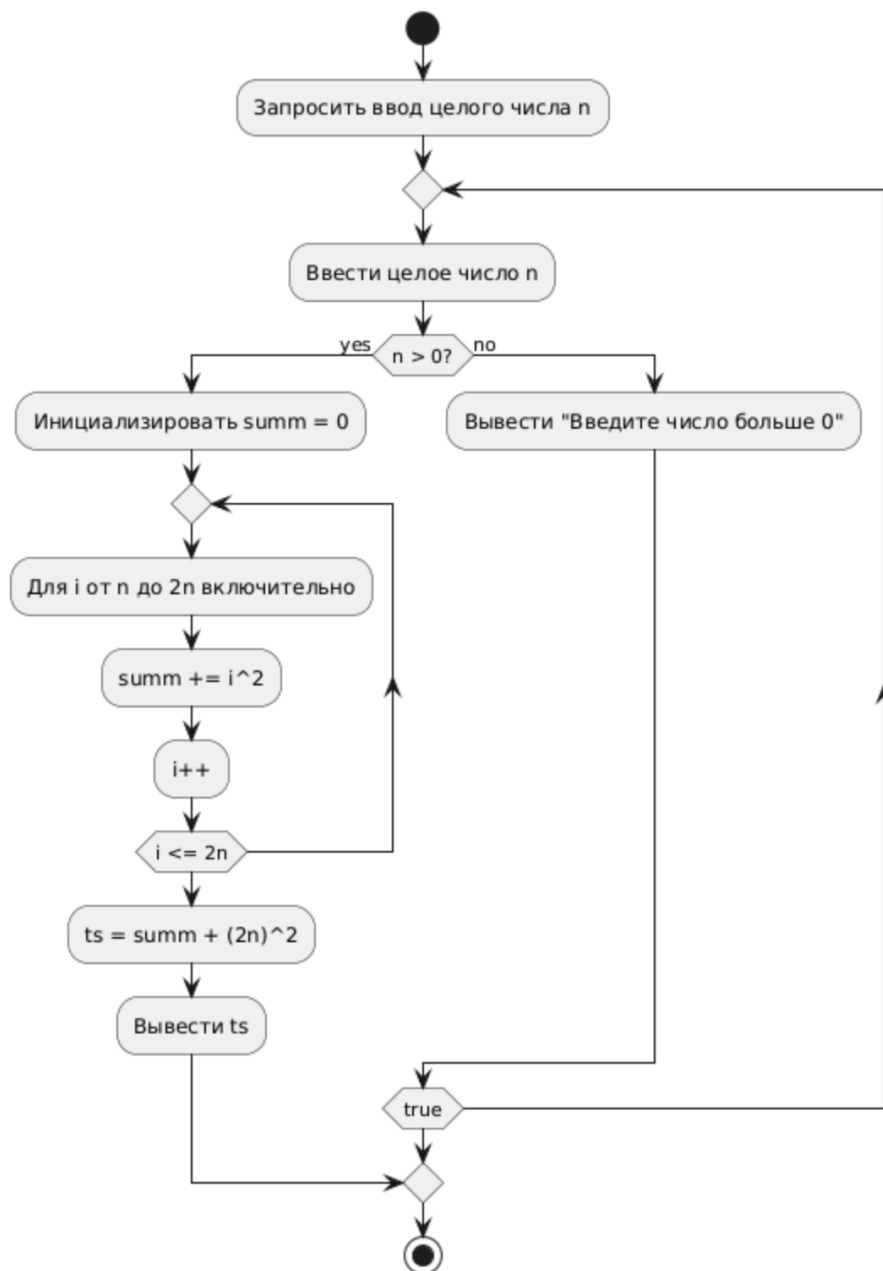 Запросить ввод целого числа n
Ввести целое число n
yes
n > 0?
no
Инициализировать summ = 0
Вывести "Введите число больше 0"
Для i от n до 2n включительно
summ += i^2
i++
i <= 2n
ts = summ + (2n)^2
Вывести ts
true